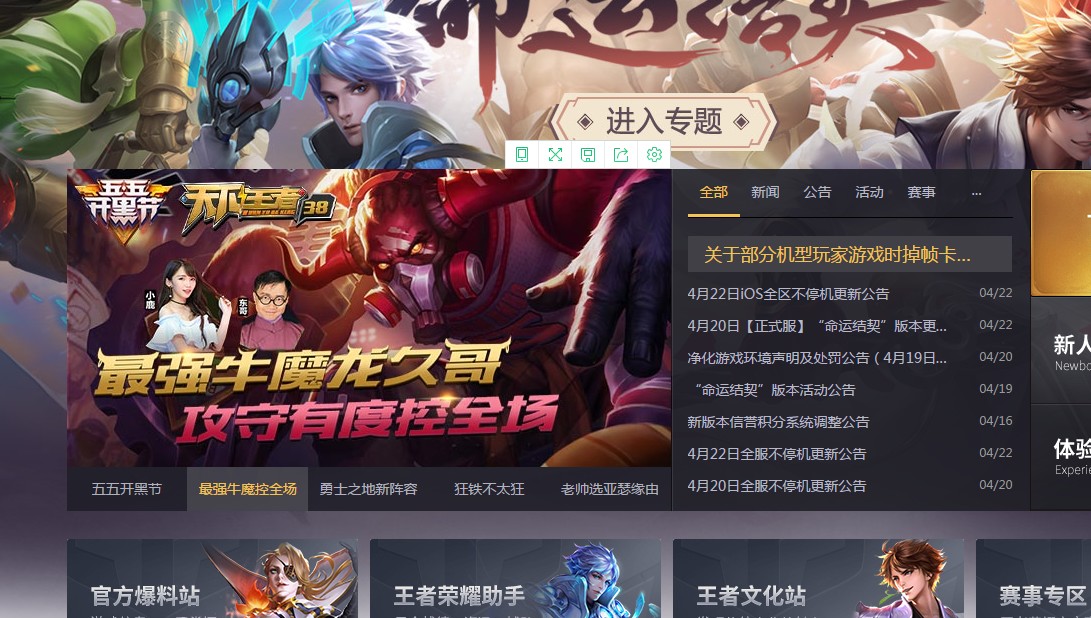 命运结契
进入专题
五五开黑节
天下王者
BORN TO BE KING
38
小鹿
东哥
最强牛魔龙久哥
攻守有度控全场
五五开黑节 最强牛魔控全场 勇士之地新阵容 狂铁不太狂 老帅选亚瑟缘由
全部 新闻 公告 活动 赛事 ...
关于部分机型玩家游戏时掉帧卡...
4月22日iOS全区不停机更新公告 04/22
4月20日【正式服】“命运结契”版本更... 04/22
净化游戏环境声明及处罚公告（4月19日... 04/20
“命运结契”版本活动公告 04/19
新版本信誉积分系统调整公告 04/16
4月22日全服不停机更新公告 04/22
4月20日全服不停机更新公告 04/20
新人
Newbo
体验
Experie
官方爆料站 王者荣耀助手 王者文化站 赛事专区